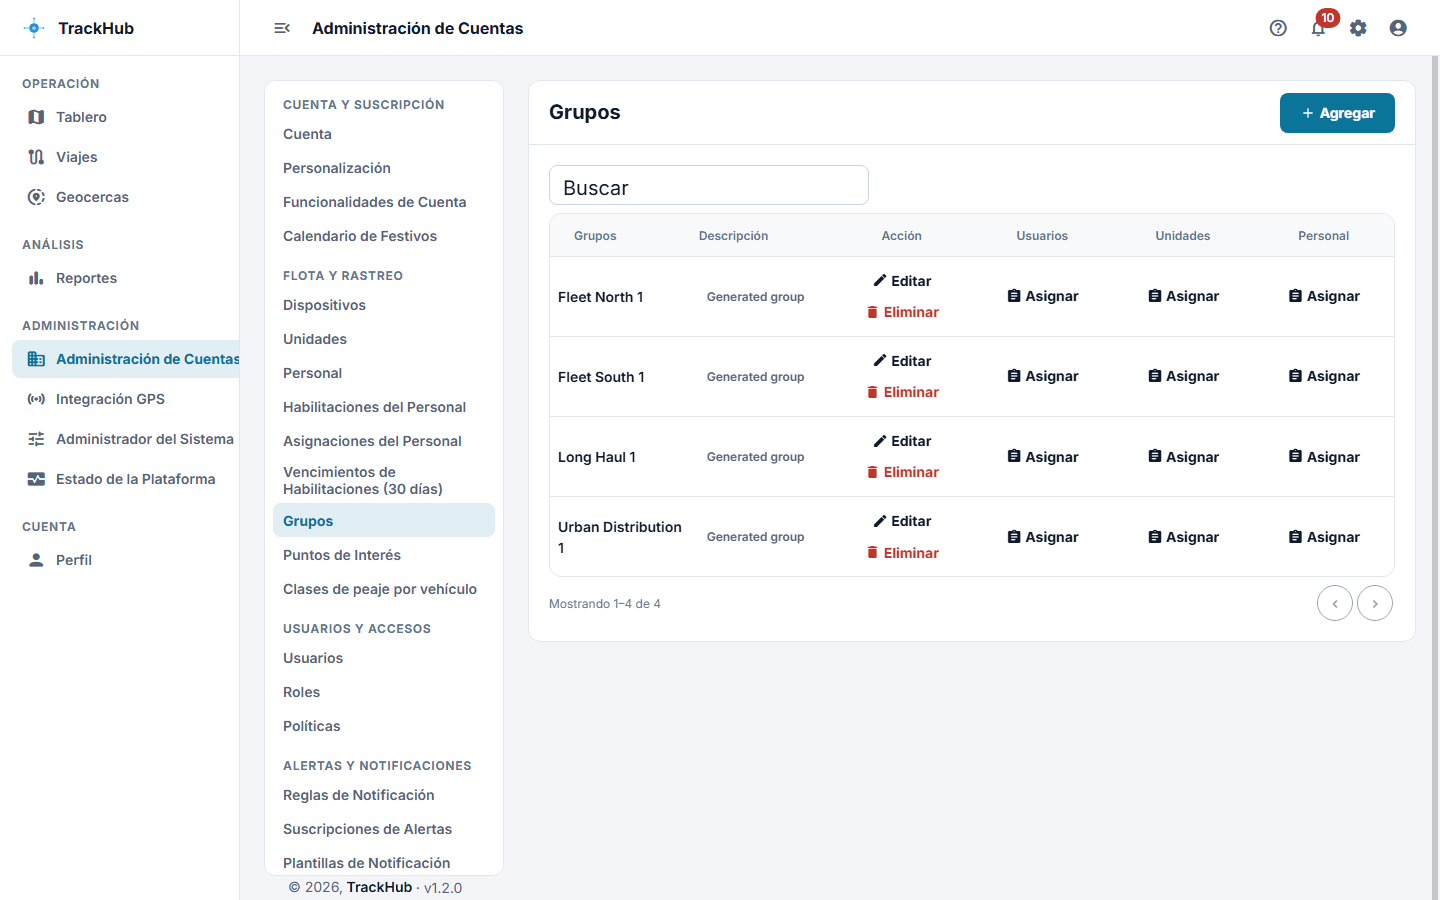 TrackHub
Administración de Cuentas
10
OPERACIÓN
Tablero
Viajes
Geocercas
ANÁLISIS
Reportes
ADMINISTRACIÓN
Administración de Cuentas
Integración GPS
Administrador del Sistema
Estado de la Plataforma
CUENTA
Perfil
CUENTA Y SUSCRIPCIÓN
Cuenta
Personalización
Funcionalidades de Cuenta
Calendario de Festivos
FLOTA Y RASTREO
Dispositivos
Unidades
Personal
Habilitaciones del Personal
Asignaciones del Personal
Vencimientos de
Habilitaciones (30 días)
Grupos
Puntos de Interés
Clases de peaje por vehículo
USUARIOS Y ACCESOS
Usuarios
Roles
Políticas
ALERTAS Y NOTIFICACIONES
Reglas de Notificación
Suscripciones de Alertas
Plantillas de Notificación
© 2026, TrackHub · v1.2.0
Grupos
+ Agregar
Buscar
Grupos Descripción Acción Usuarios Unidades Personal
Fleet North 1 Generated group Editar Eliminar Asignar Asignar Asignar
Fleet South 1 Generated group Editar Eliminar Asignar Asignar Asignar
Long Haul 1 Generated group Editar Eliminar Asignar Asignar Asignar
Urban Distribution 1 Generated group Editar Eliminar Asignar Asignar Asignar
Mostrando 1–4 de 4